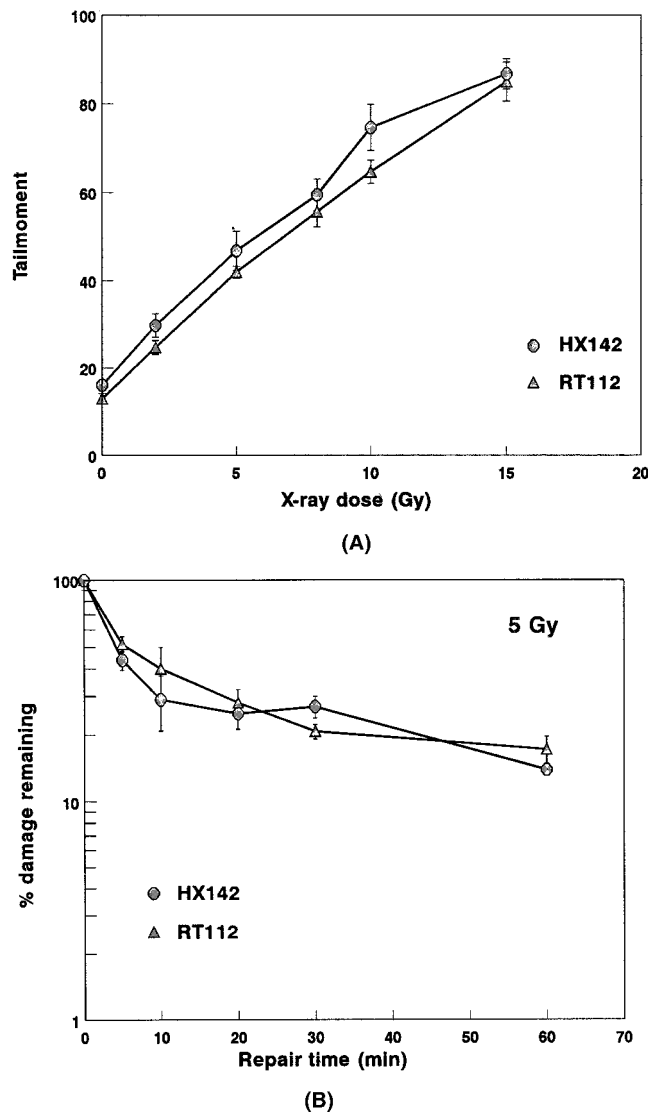 100
80
60
40
20
0
Tailmoment
HX142
RT112
0 5 10 15 20
X-ray dose (Gy)
(A)
100
10
1
% damage remaining
5 Gy
HX142
RT112
0 10 20 30 40 50 60 70
Repair time (min)
(B)